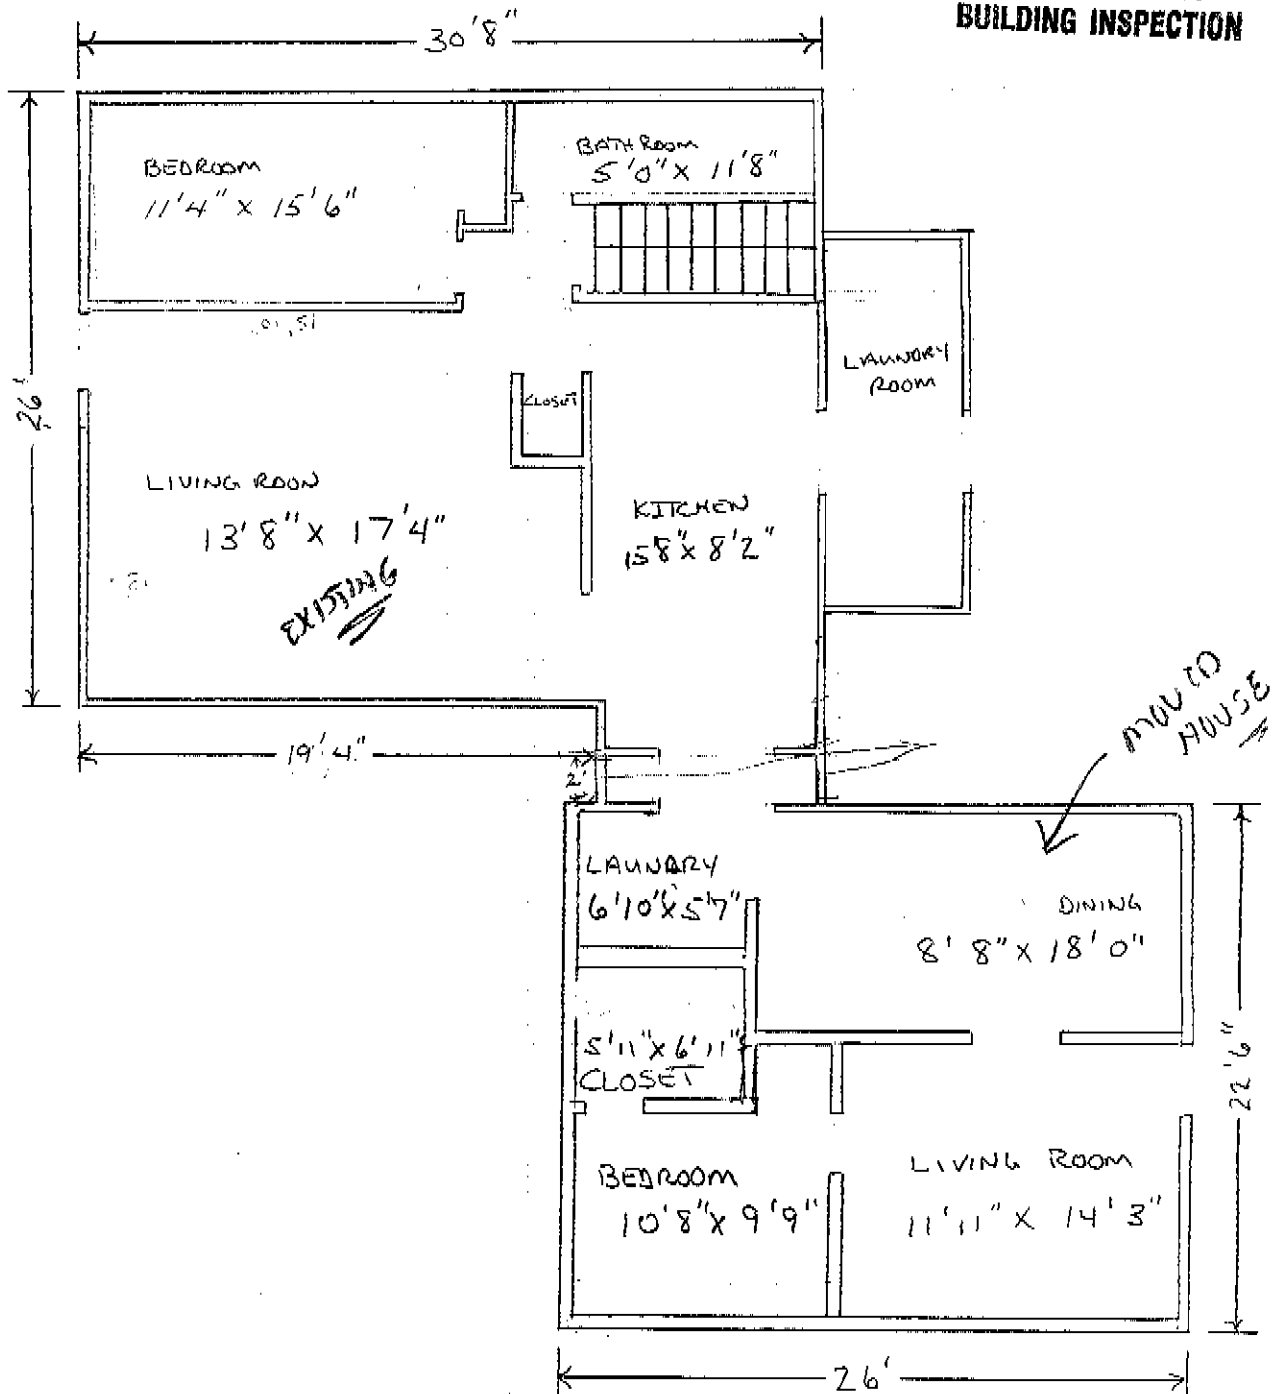 BUILDING INSPECTION
30'8"
BEDROOM
11'4" X 15'6"
BATHROOM
5'0" X 11'8"
26'
LAUNDRY
ROOM
CLOSET
LIVING ROON
13'8" X 17'4"
EXISTING
KITCHEN
15'8" X 8'2"
MOVED
HOUSE
19'4"
2'
LAUNDRY
6'10" X 5'7"
DINING
8'8" X 18'0"
5'11" X 6'11"
CLOSET
22'6"
BEDROOM
10'8" X 9'9"
LIVING ROOM
11'11" X 14'3"
26'